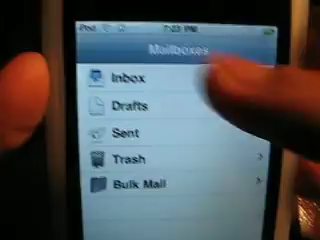 iPod 7:23 PM
Mailboxes
Inbox
Drafts
Sent
Trash
Bulk Mail